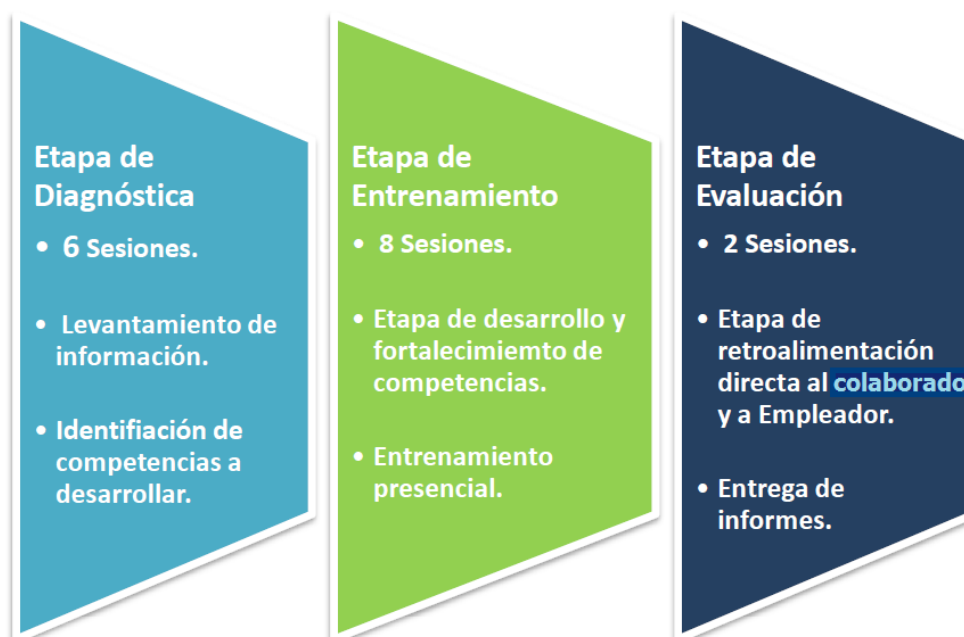 Etapa de
Diagnóstica
• 6 Sesiones.
• Levantamiento de
información.
• Identifiación de
competencias a
desarrollar.
Etapa de
Entrenamiento
• 8 Sesiones.
• Etapa de desarrollo y
fortalecimiemto de
competencias.
• Entrenamiento
presencial.
Etapa de
Evaluación
• 2 Sesiones.
• Etapa de
retroalimentación
directa al colaborado
y a Empleador.
• Entrega de
informes.